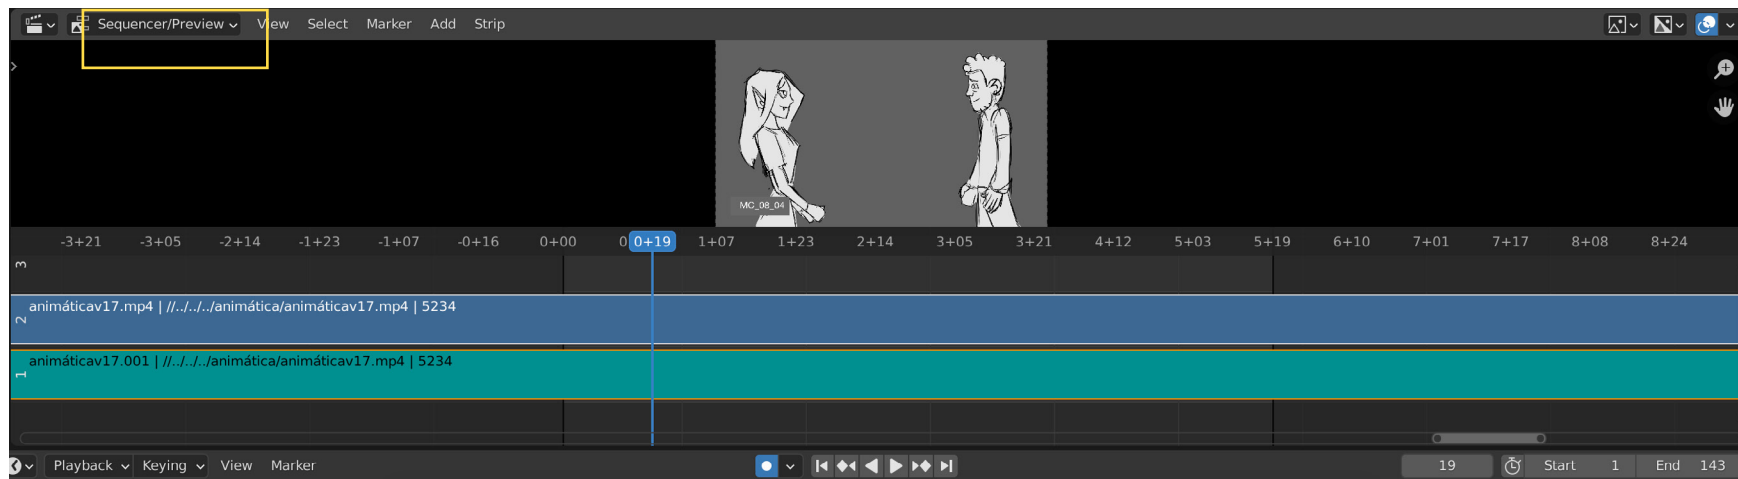 Sequencer/Preview View Select Marker Add Strip
MC_08_04
-3+21 -3+05 -2+14 -1+23 -1+07 -0+16 0+00 0 0+19 1+07 1+23 2+14 3+05 3+21 4+12 5+03 5+19 6+10 7+01 7+17 8+08 8+24
3
animáticav17.mp4 | //../../../animática/animáticav17.mp4 | 5234
2
animáticav17.001 | //../../../animática/animáticav17.mp4 | 5234
1
Playback Keying View Marker 19 Start 1 End 143